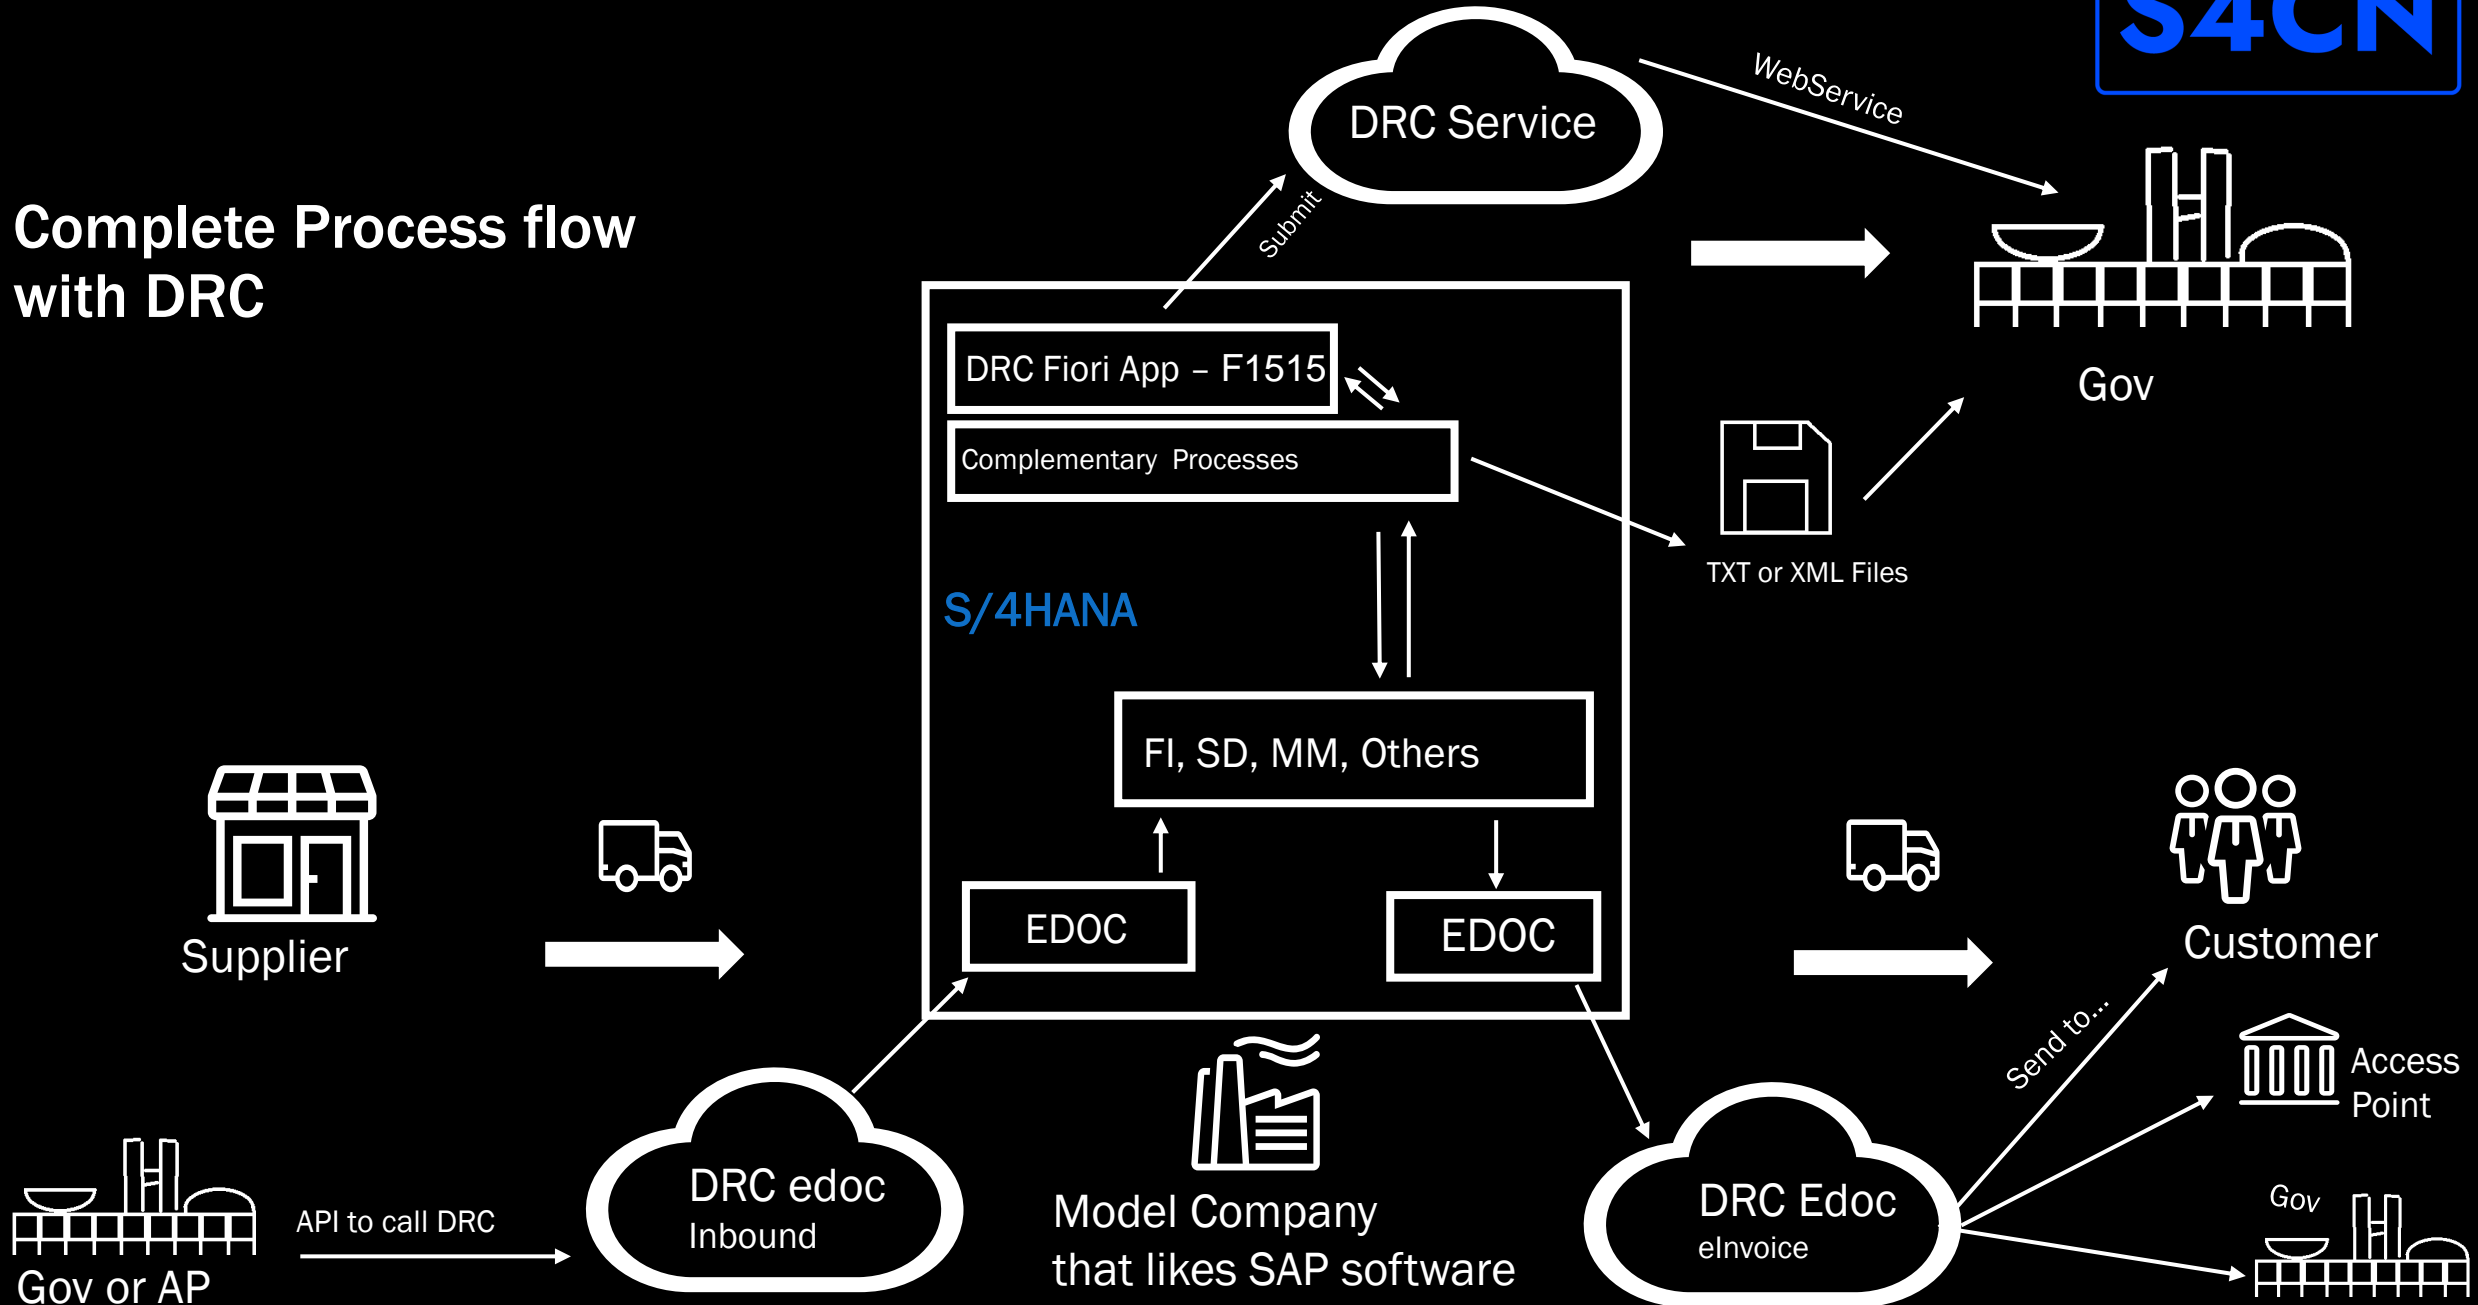 S4CN
DRC Service
WebService
Submit
Complete Process flow
with DRC
DRC Fiori App – F1515
Gov
Complementary  Processes
TXT or XML Files
S/4HANA
FI, SD, MM, Others
EDOC
EDOC
Supplier
Customer
Send to...
Access
Point
DRC edoc
Inbound
Model Company
that likes SAP software
DRC Edoc
eInvoice
Gov
API to call DRC
Gov or AP